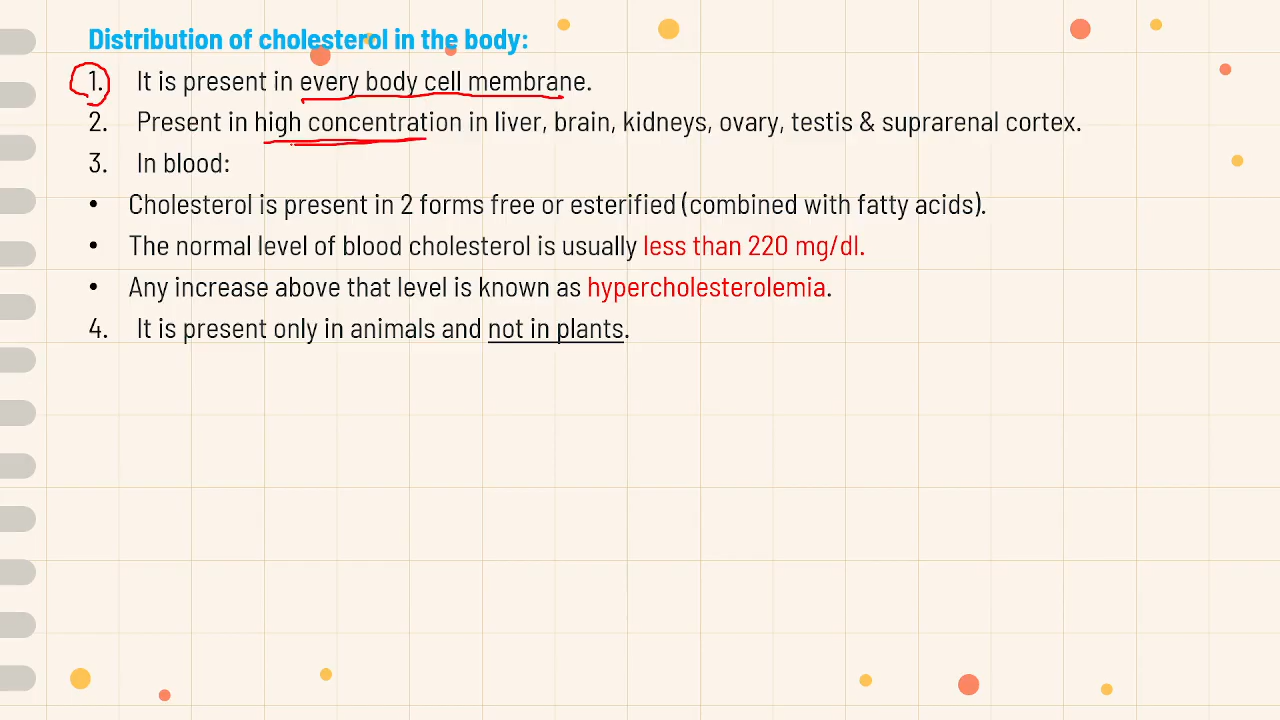 Distribution of cholesterol in the body:
1. It is present in every body cell membrane.
2. Present in high concentration in liver, brain, kidneys, ovary, testis & suprarenal cortex.
3. In blood:
• Cholesterol is present in 2 forms free or esterified (combined with fatty acids).
• The normal level of blood cholesterol is usually less than 220 mg/dl.
• Any increase above that level is known as hypercholesterolemia.
4. It is present only in animals and not in plants.